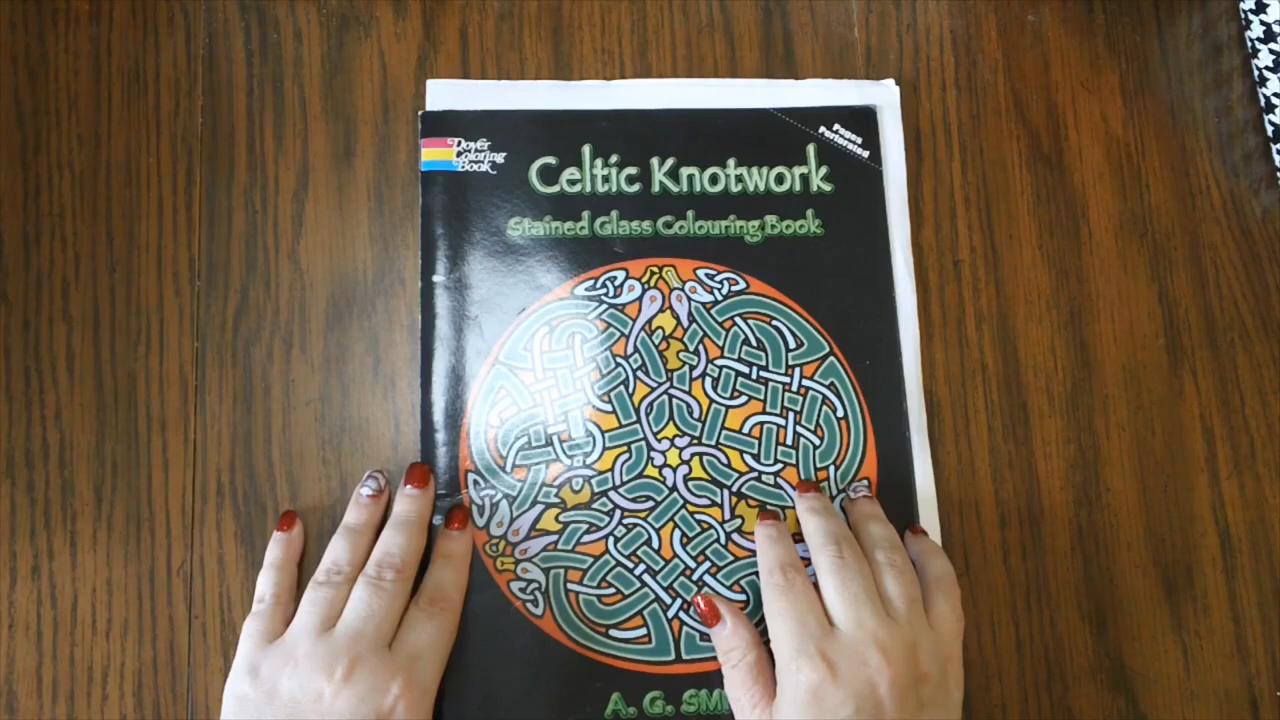 Dover
Coloring
Book
Pages
Perforated
Celtic Knotwork
Stained Glass Colouring Book
A. G. SM